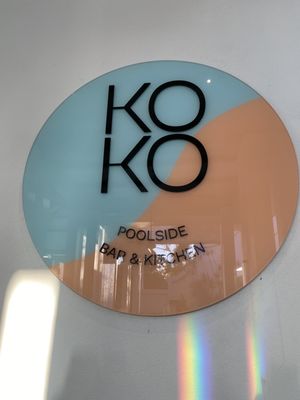 KO
KO
POOLSIDE
BAR & KITCHEN